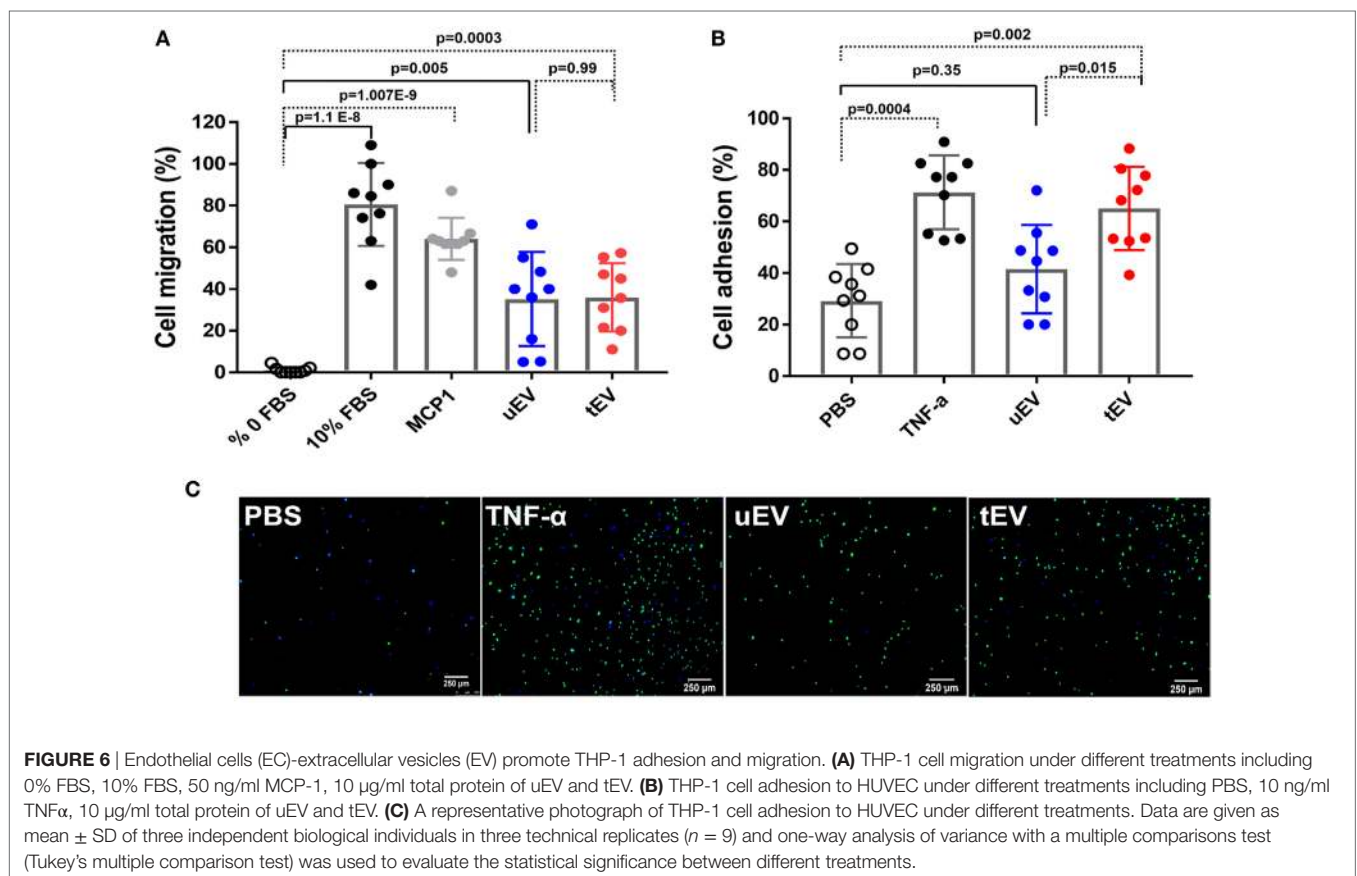 A
p=0.0003
p=0.005
p=0.99
p=1.007E-9
p=1.1 E-8
Cell migration (%)
120
100
80
60
40
20
0
% 0 FBS
10% FBS
MCP1
uEV
tEV
B
p=0.002
p=0.35
p=0.015
p=0.0004
Cell adhesion (%)
100
80
60
40
20
0
PBS
TNF-a
uEV
tEV
C
PBS
250 µm
TNF-α
250 µm
uEV
250 µm
tEV
250 µm
FIGURE 6 | Endothelial cells (EC)-extracellular vesicles (EV) promote THP-1 adhesion and migration. (A) THP-1 cell migration under different treatments including
0% FBS, 10% FBS, 50 ng/ml MCP-1, 10 µg/ml total protein of uEV and tEV. (B) THP-1 cell adhesion to HUVEC under different treatments including PBS, 10 ng/ml
TNFα, 10 µg/ml total protein of uEV and tEV. (C) A representative photograph of THP-1 cell adhesion to HUVEC under different treatments. Data are given as
mean ± SD of three independent biological individuals in three technical replicates (n = 9) and one-way analysis of variance with a multiple comparisons test
(Tukey's multiple comparison test) was used to evaluate the statistical significance between different treatments.